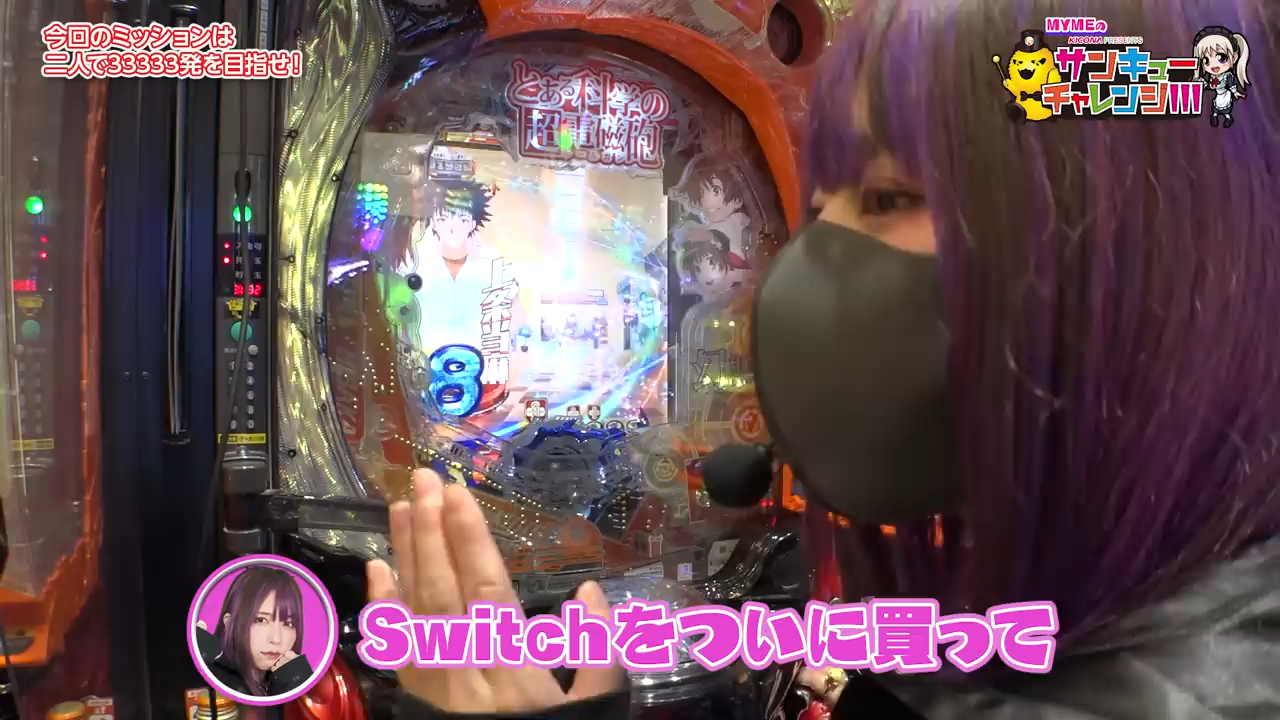 今回のミッションは
二人で33333発を目指せ！
MYMEの
KICONA PRESENTS
サンキュー
チャレンジ!!!
とある科学の
超電磁砲
8
Switchをついに買って